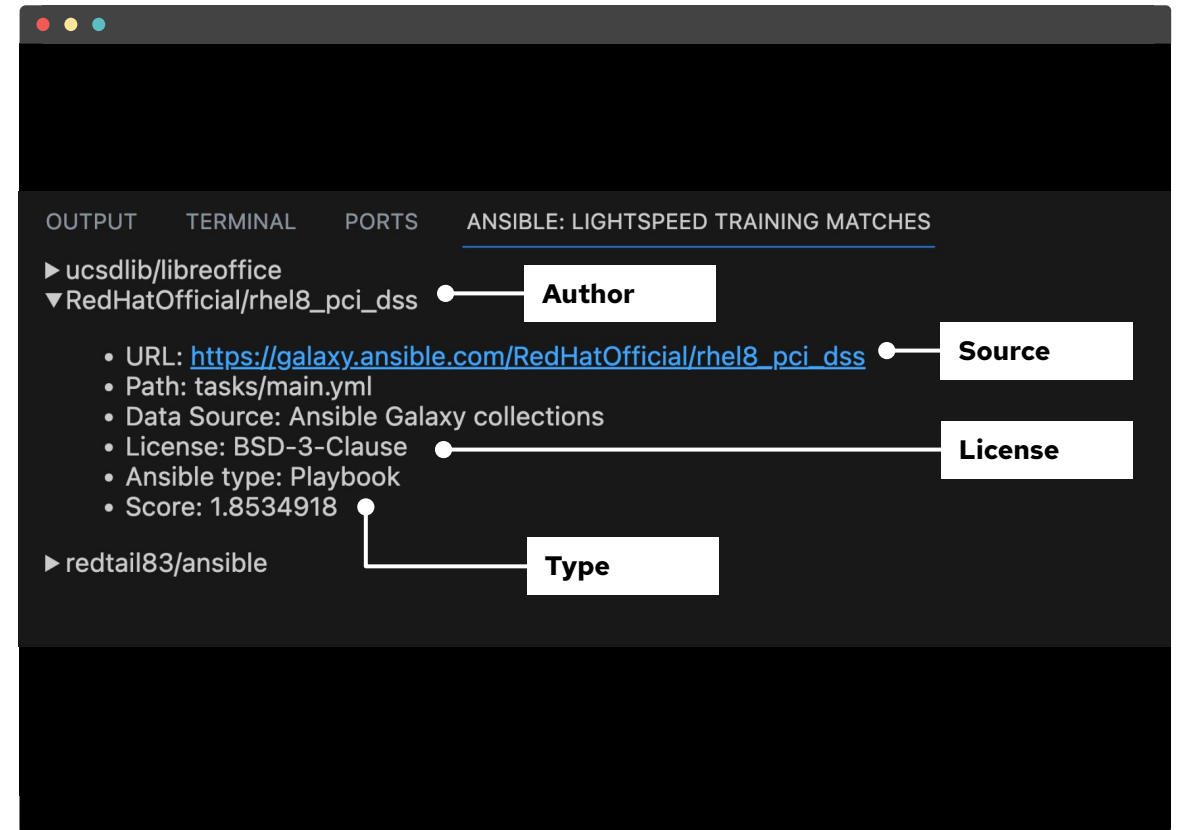 OUTPUT TERMINAL PORTS ANSIBLE: LIGHTSPEED TRAINING MATCHES
ucsdlib/libreoffice
RedHatOfficial/rhel8_pci_dss
Author
• URL: https://galaxy.ansible.com/RedHatOfficial/rhel8_pci_dss
Source
• Path: tasks/main.yml
• Data Source: Ansible Galaxy collections
• License: BSD-3-Clause
License
• Ansible type: Playbook
• Score: 1.8534918
Type
redtail83/ansible